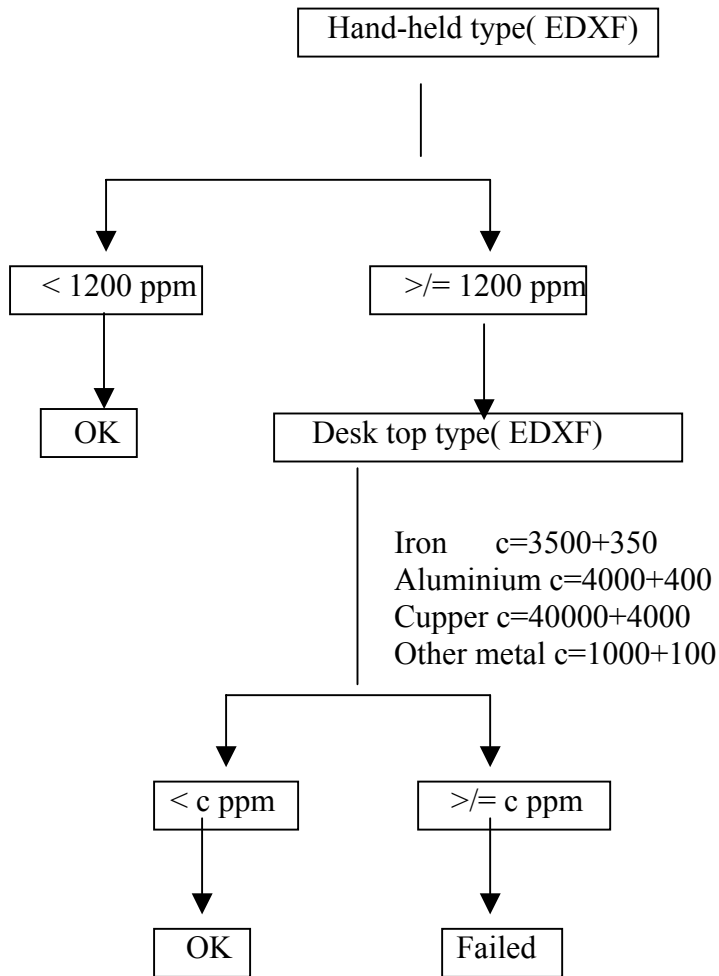 Hand-held type( EDXF)
< 1200 ppm
>/= 1200 ppm
OK
Desk top type( EDXF)
Iron c=3500+350
Aluminium c=4000+400
Cupper c=40000+4000
Other metal c=1000+100
< c ppm
>/= c ppm
OK
Failed